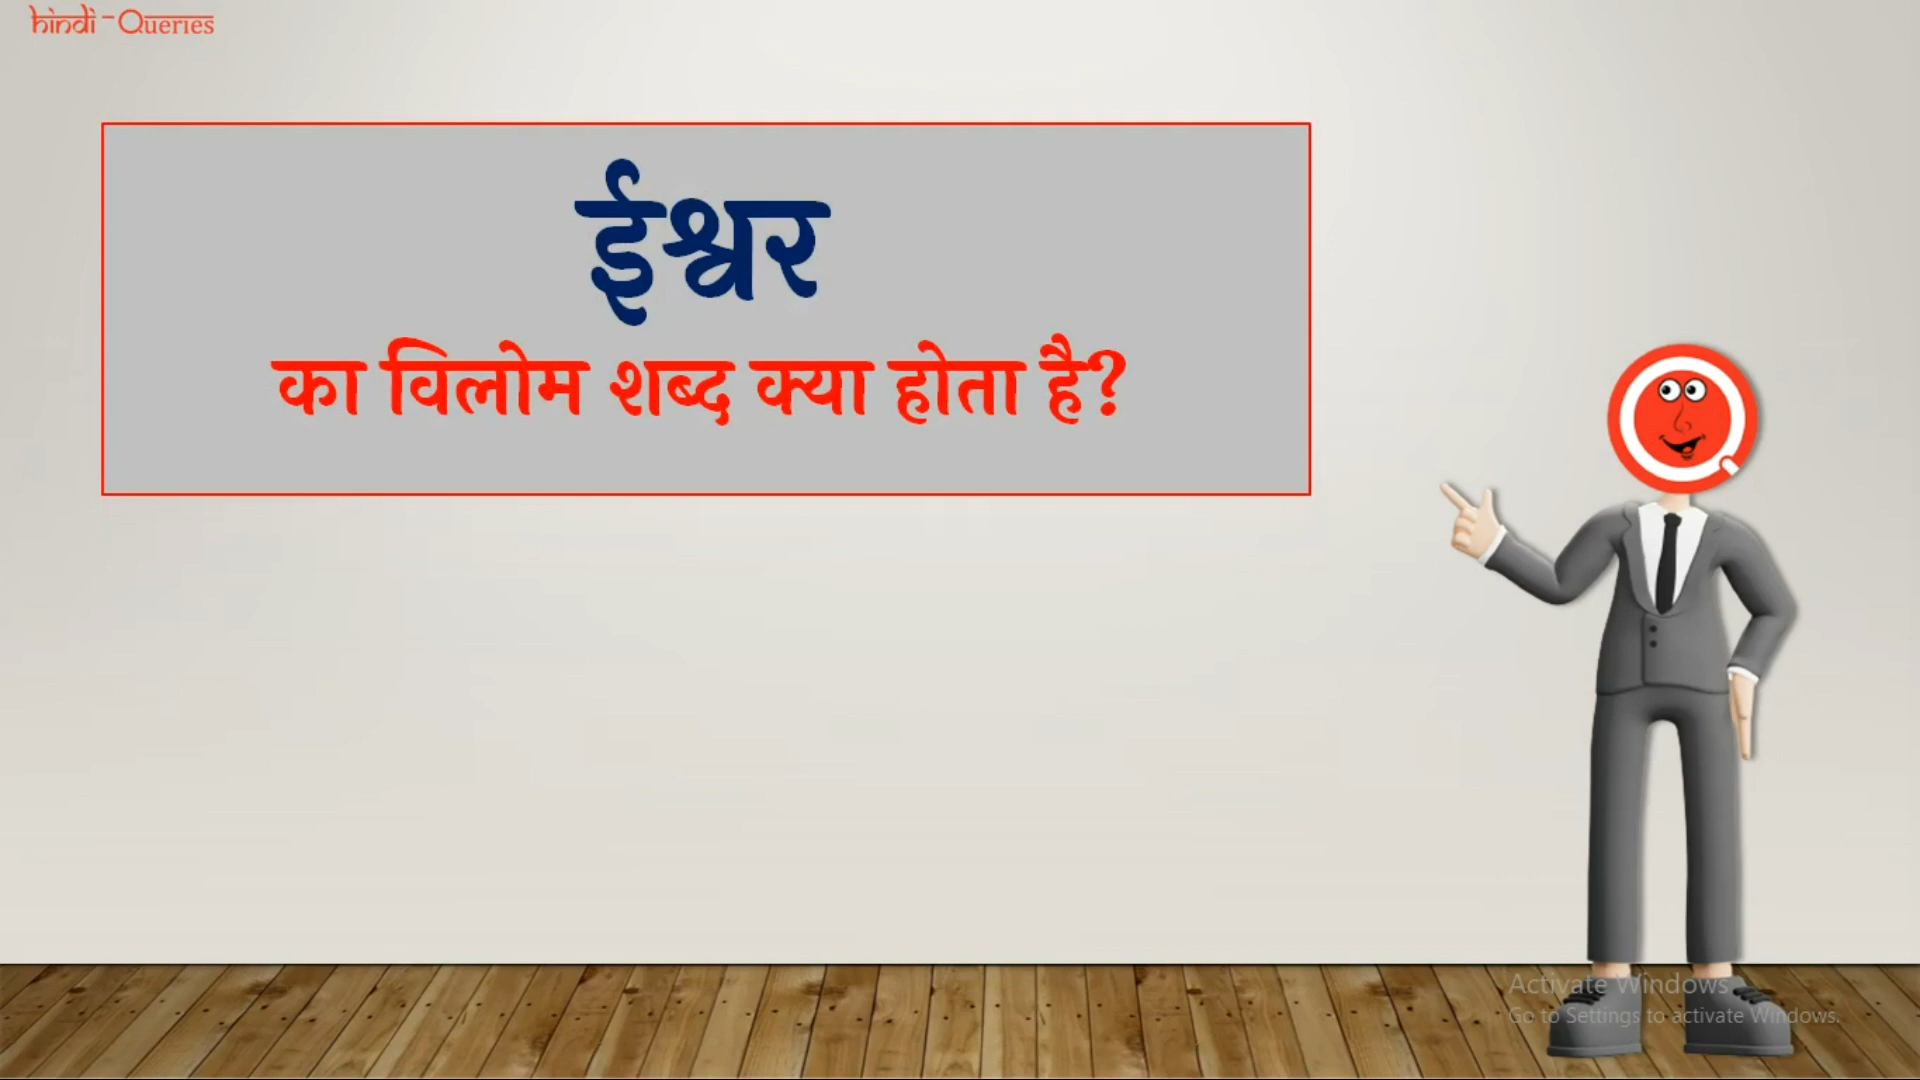 hindi-Queries
ईश्वर
का विलोम शब्द क्या होता है?
Activate Windows
Go to Settings to activate Windows.